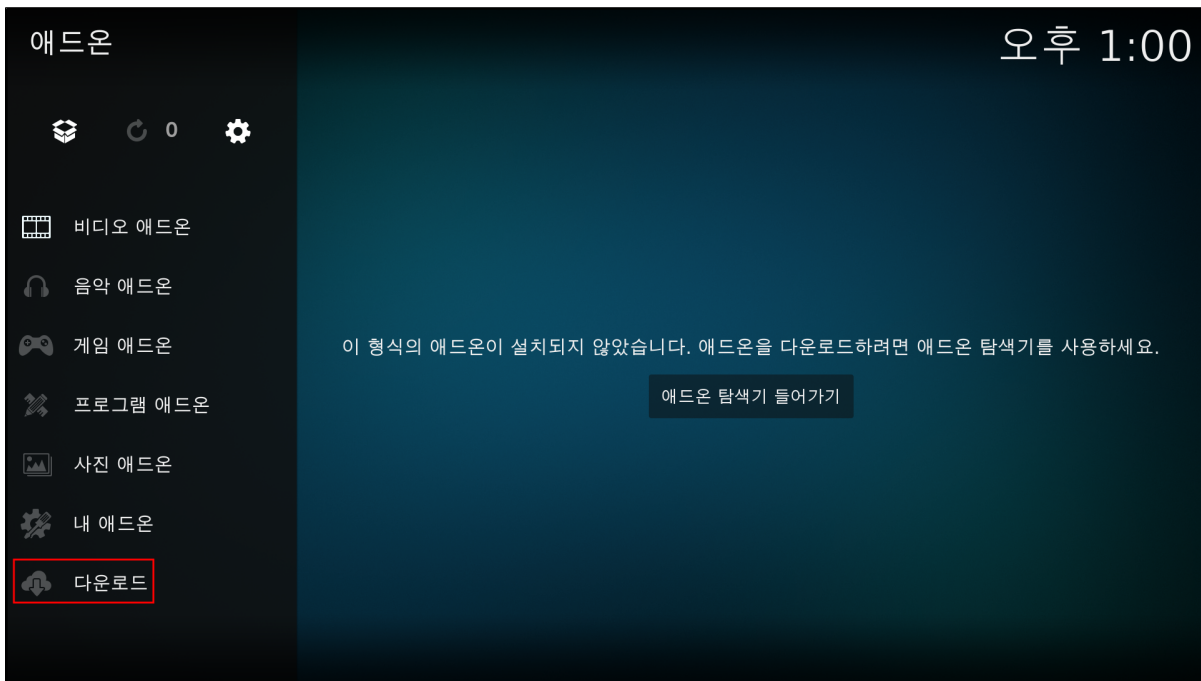 애드온
오후 1:00
0
비디오 애드온
음악 애드온
게임 애드온
프로그램 애드온
사진 애드온
내 애드온
다운로드
이 형식의 애드온이 설치되지 않았습니다. 애드온을 다운로드하려면 애드온 탐색기를 사용하세요.
애드온 탐색기 들어가기